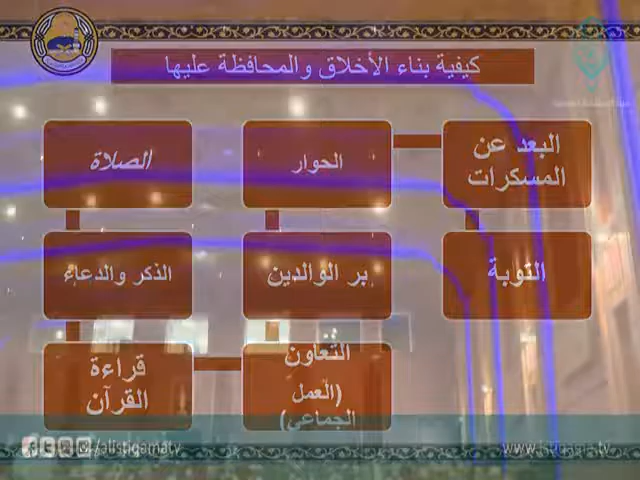 كيفية بناء الأخلاق والمحافظة عليها
البعد عن
المسكرات
الحوار
الصلاة
التوبة
بر الوالدين
الذكر والدعاء
التعاون
(العمل
الجماعي)
قراءة
القرآن
/alistiqamatv